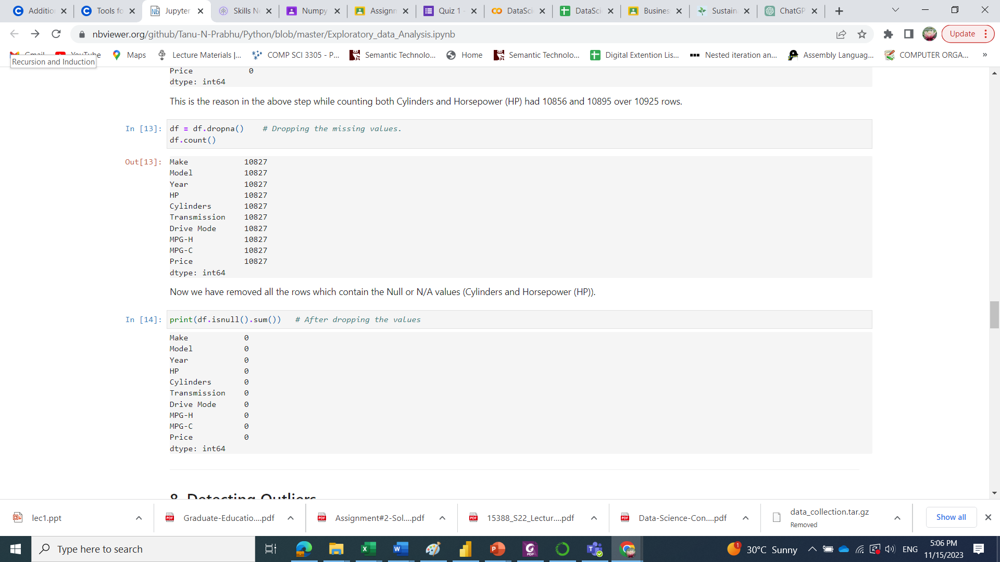 Additio
Tools fo
Jupyter
Skills Ne
Numpy
Assignm
Quiz 1 -
DataSci
DataSci
Busines
Sustain
ChatGP
nbviewer.org/github/Tanu-N-Prabhu/Python/blob/master/Exploratory_data_Analysis.ipynb
Update
Gmail
YouTube
Maps
Lecture Materials |...
COMP SCI 3305 - P...
Semantic Technolo...
Home
Semantic Technolo...
Digital Extention Lis...
Nested iteration an...
Assembly Languag...
COMPUTER ORGA...
»
Recursion and Induction
Price 0
dtype: int64
This is the reason in the above step while counting both Cylinders and Horsepower (HP) had 10856 and 10895 over 10925 rows.
In [13]: df = df.dropna() # Dropping the missing values.
df.count()
Out[13]: Make 10827
Model 10827
Year 10827
HP 10827
Cylinders 10827
Transmission 10827
Drive Mode 10827
MPG-H 10827
MPG-C 10827
Price 10827
dtype: int64
Now we have removed all the rows which contain the Null or N/A values (Cylinders and Horsepower (HP)).
In [14]: print(df.isnull().sum()) # After dropping the values
Make 0
Model 0
Year 0
HP 0
Cylinders 0
Transmission 0
Drive Mode 0
MPG-H 0
MPG-C 0
Price 0
dtype: int64
8. Detecting Outliers
lec1.ppt
Graduate-Educatio....pdf
Assignment#2-Sol....pdf
15388_S22_Lectur....pdf
Data-Science-Con....pdf
data_collection.tar.gz
Removed
Show all
Type here to search
30°C Sunny
ENG
5:06 PM
11/15/2023